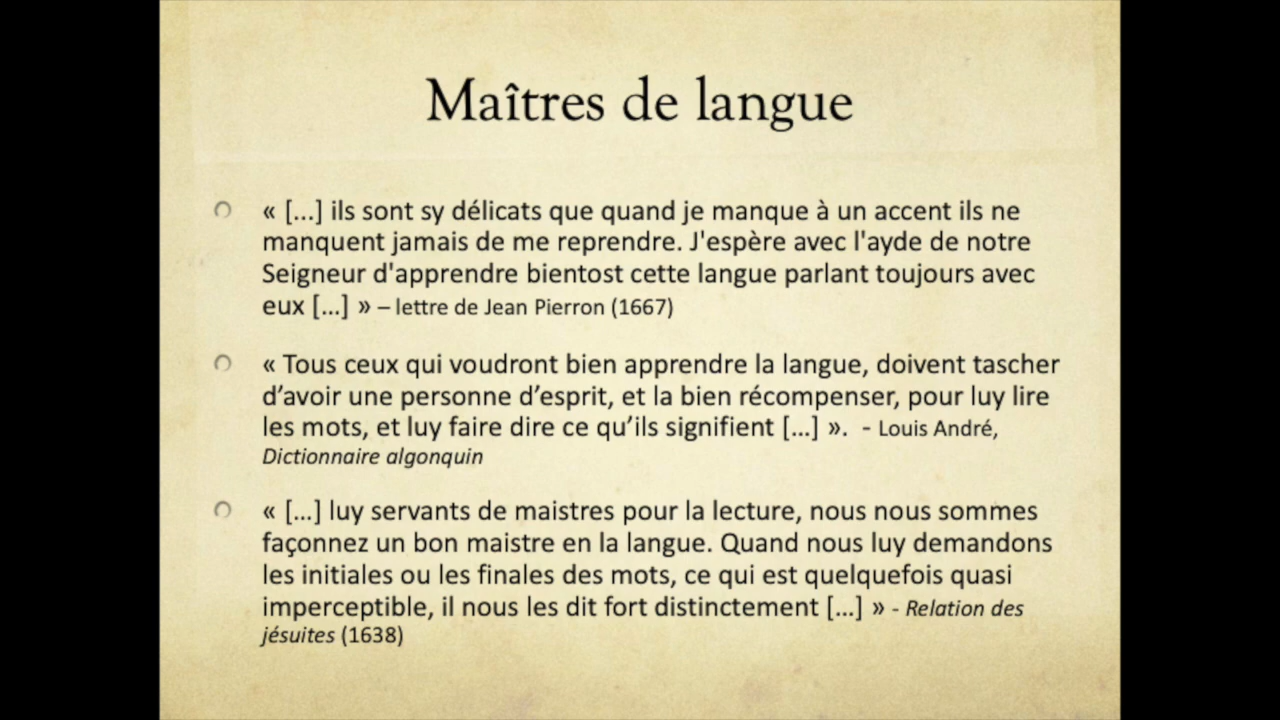 Maîtres de langue
« [...] ils sont sy délicats que quand je manque à un accent ils ne
manquent jamais de me reprendre. J'espère avec l'ayde de notre
Seigneur d'apprendre bientost cette langue parlant toujours avec
eux [...] » – lettre de Jean Pierron (1667)
« Tous ceux qui voudront bien apprendre la langue, doivent tascher
d’avoir une personne d’esprit, et la bien récompenser, pour luy lire
les mots, et luy faire dire ce qu’ils signifient [...] ». - Louis André,
Dictionnaire algonquin
« [...] luy servants de maistres pour la lecture, nous nous sommes
façonnez un bon maistre en la langue. Quand nous luy demandons
les initiales ou les finales des mots, ce qui est quelquefois quasi
imperceptible, il nous les dit fort distinctement [...] » - Relation des
jésuites (1638)